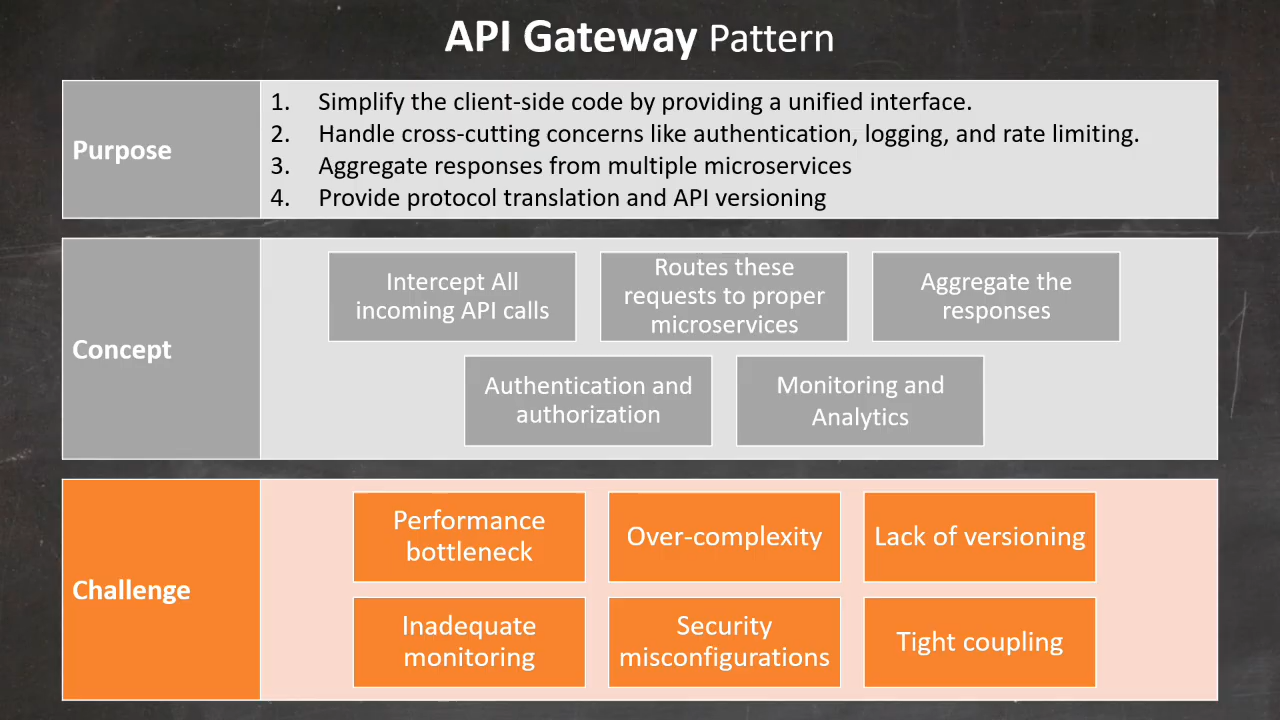 API Gateway Pattern
Purpose
1. Simplify the client-side code by providing a unified interface.
2. Handle cross-cutting concerns like authentication, logging, and rate limiting.
3. Aggregate responses from multiple microservices
4. Provide protocol translation and API versioning
Concept
Intercept All
incoming API calls
Routes these
requests to proper
microservices
Aggregate the
responses
Authentication and
authorization
Monitoring and
Analytics
Challenge
Performance
bottleneck
Over-complexity
Lack of versioning
Inadequate
monitoring
Security
misconfigurations
Tight coupling